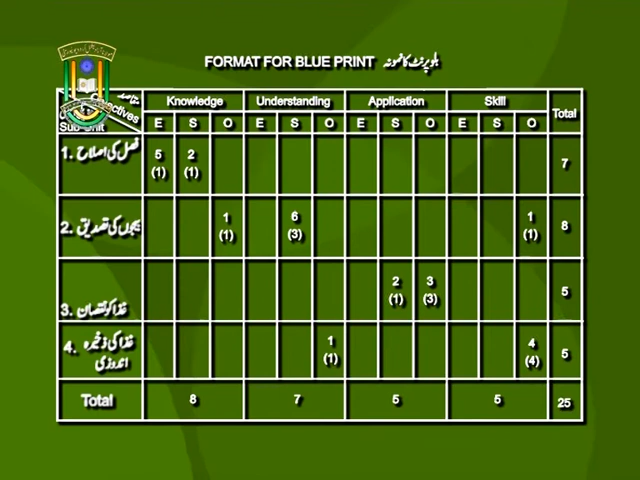 FORMAT FOR BLUE PRINT بلو پرنٹ کا نمونہ
مقاصد
Objectives
Sub Unit
Knowledge Understanding Application Skill Total
E S O E S O E S O E S O
1. فصل کی اصلاح 5 (1) 2 (1) 7
2. بیجوں کی تصدیق 1 (1) 6 (3) 1 (1) 8
3. غذا کو نقصان 2 (1) 3 (3) 5
4. غذا کی ذخیرہ اندوزی 1 (1) 4 (4) 5
Total 8 7 5 5 25